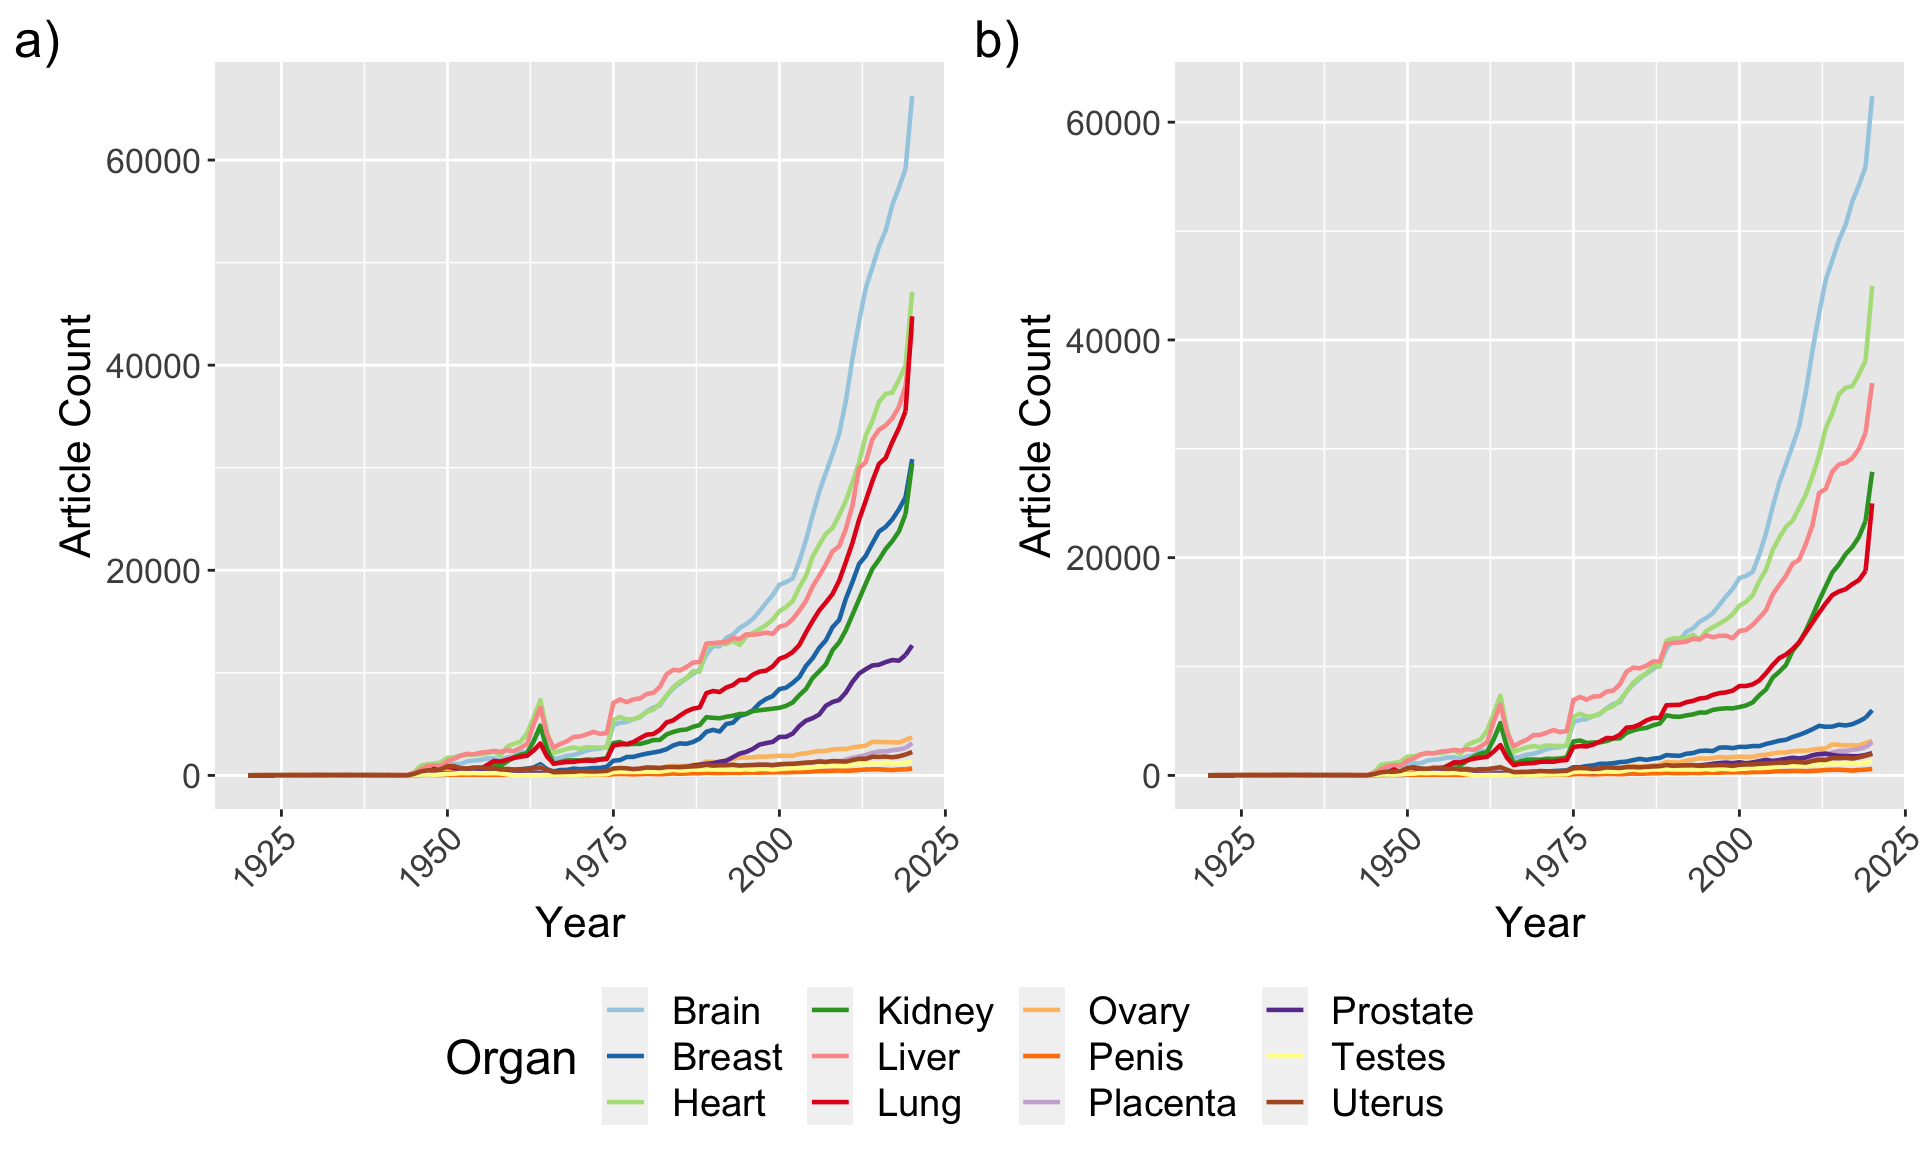 a)
60000
40000
20000
0
Article Count
1925
1950
1975
2000
2025
Year
b)
60000
40000
20000
0
Article Count
1925
1950
1975
2000
2025
Year
Organ
Brain
Breast
Heart
Kidney
Liver
Lung
Ovary
Penis
Placenta
Prostate
Testes
Uterus